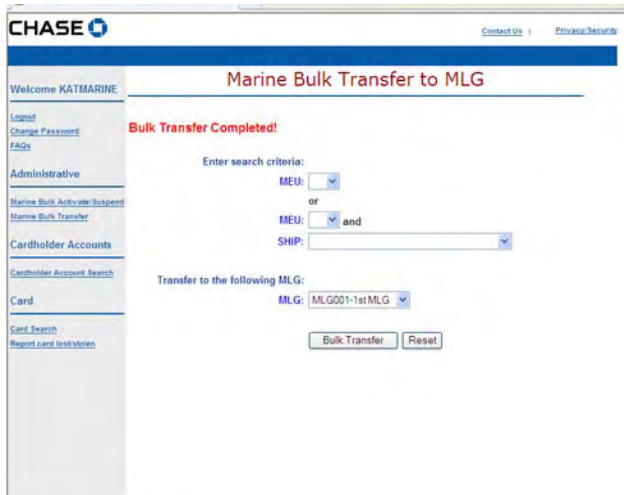 CHASE
Contact Us | Privacy/Security
Welcome KATMARINE
Logout
Change Password
FAQs
Administrative
Marine Bulk Activate/Suspend
Marine Bulk Transfer
Cardholder Accounts
Cardholder Account Search
Card
Card Search
Report card lost/stolen
Marine Bulk Transfer to MLG
Bulk Transfer Completed!
Enter search criteria:
MEU:
or
MEU: and
SHIP:
Transfer to the following MLG:
MLG: MLG001-1st MLG
Bulk Transfer Reset